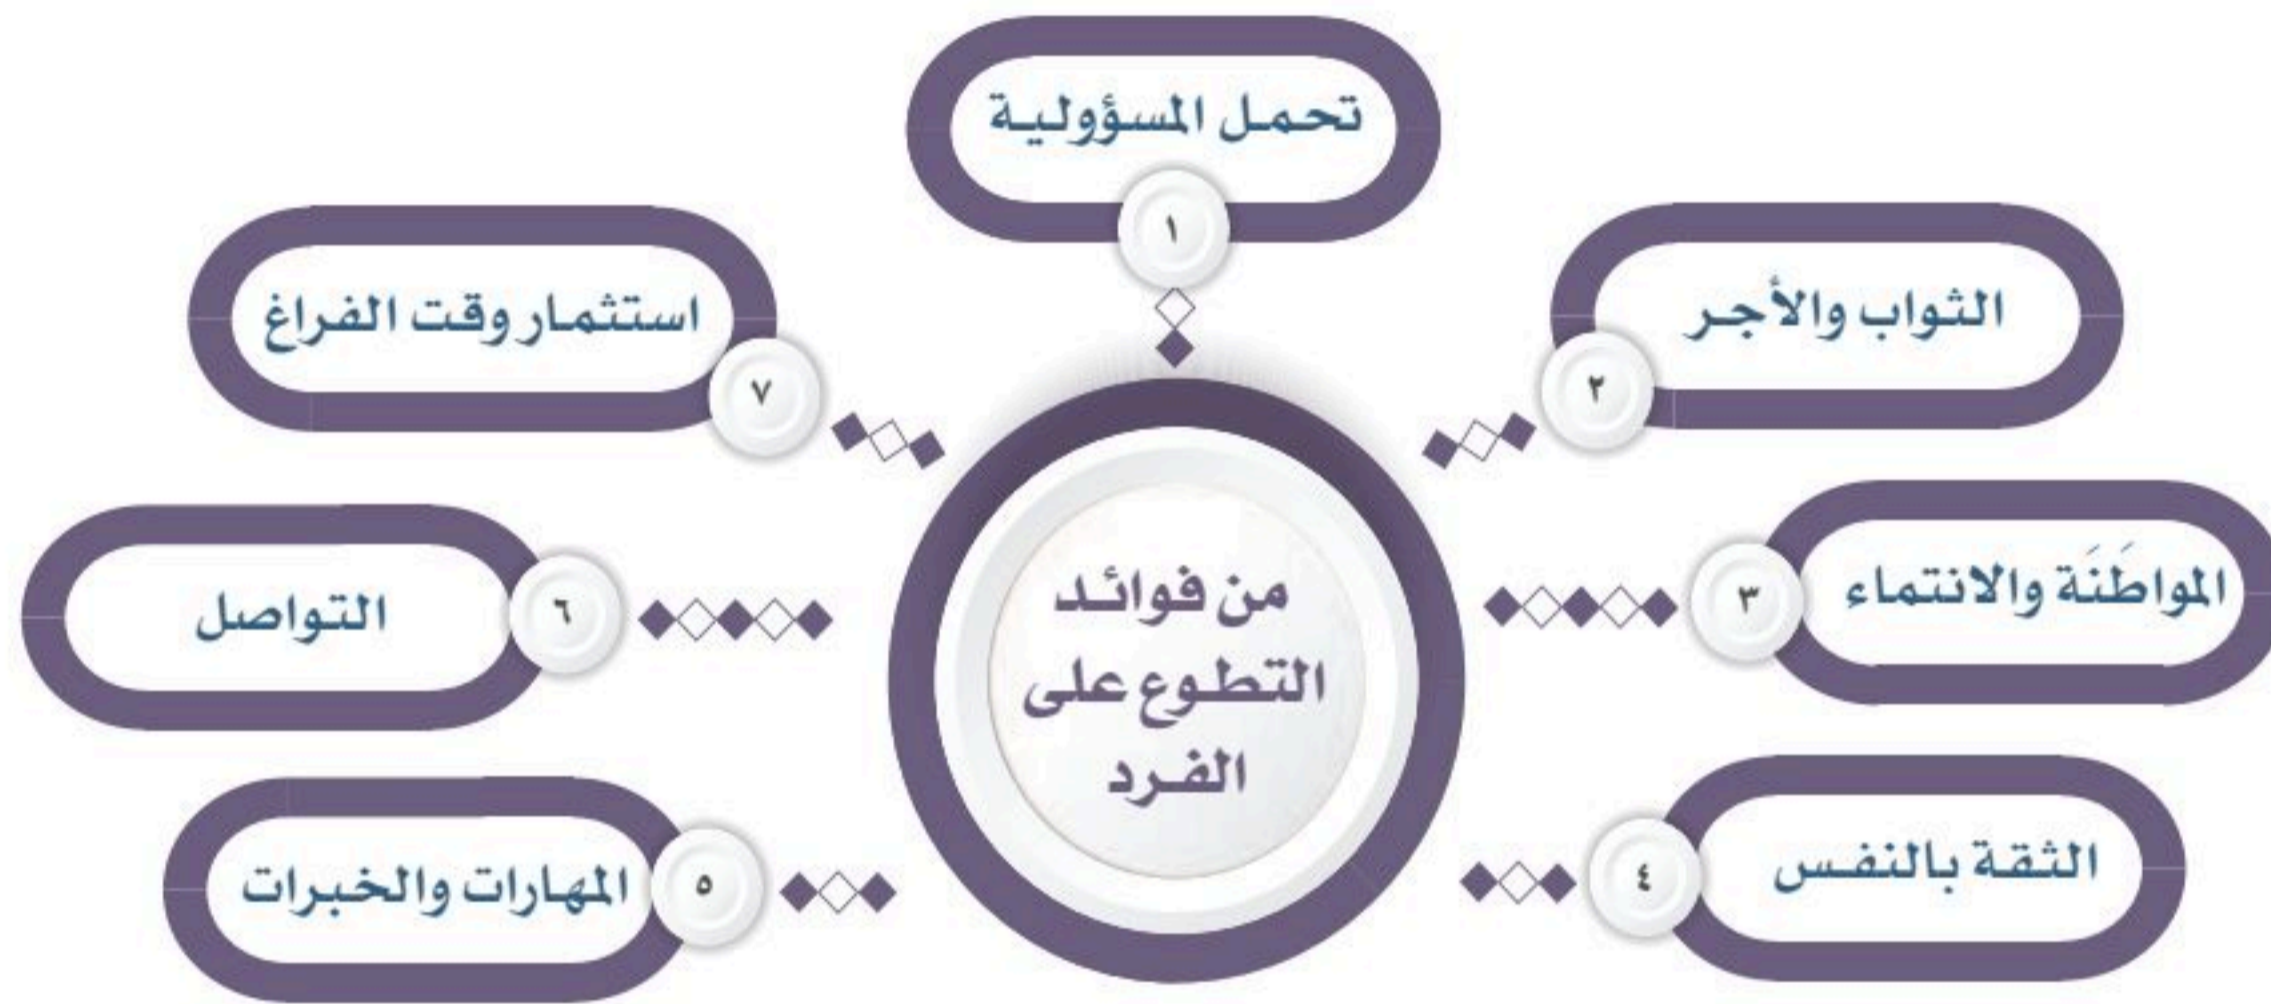 من فوائد
التطوع على
الفرد
تحمل المسؤولية
١
الثواب والأجر
٢
المواطَنَة والانتماء
٣
الثقة بالنفس
٤
المهارات والخبرات
٥
التواصل
٦
استثمار وقت الفراغ
٧